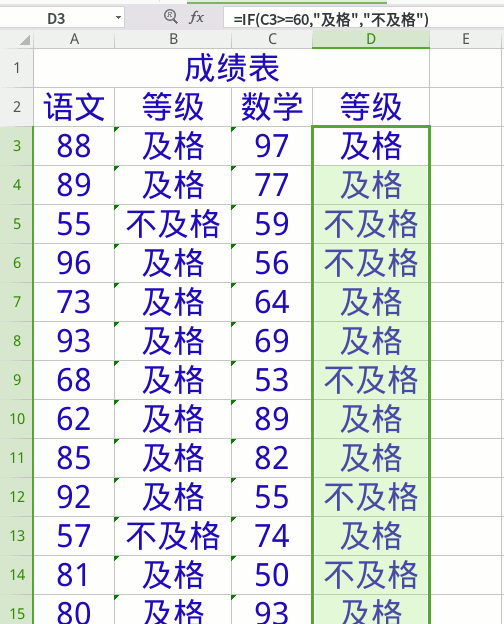 D3 fx =IF(C3>=60,"及格","不及格")
A B C D E
1 成绩表
2 语文 等级 数学 等级
3 88 及格 97 及格
4 89 及格 77 及格
5 55 不及格 59 不及格
6 96 及格 56 不及格
7 73 及格 64 及格
8 93 及格 69 及格
9 68 及格 53 不及格
10 62 及格 89 及格
11 85 及格 82 及格
12 92 及格 55 不及格
13 57 不及格 74 及格
14 81 及格 50 不及格
15 80 及格 93 及格